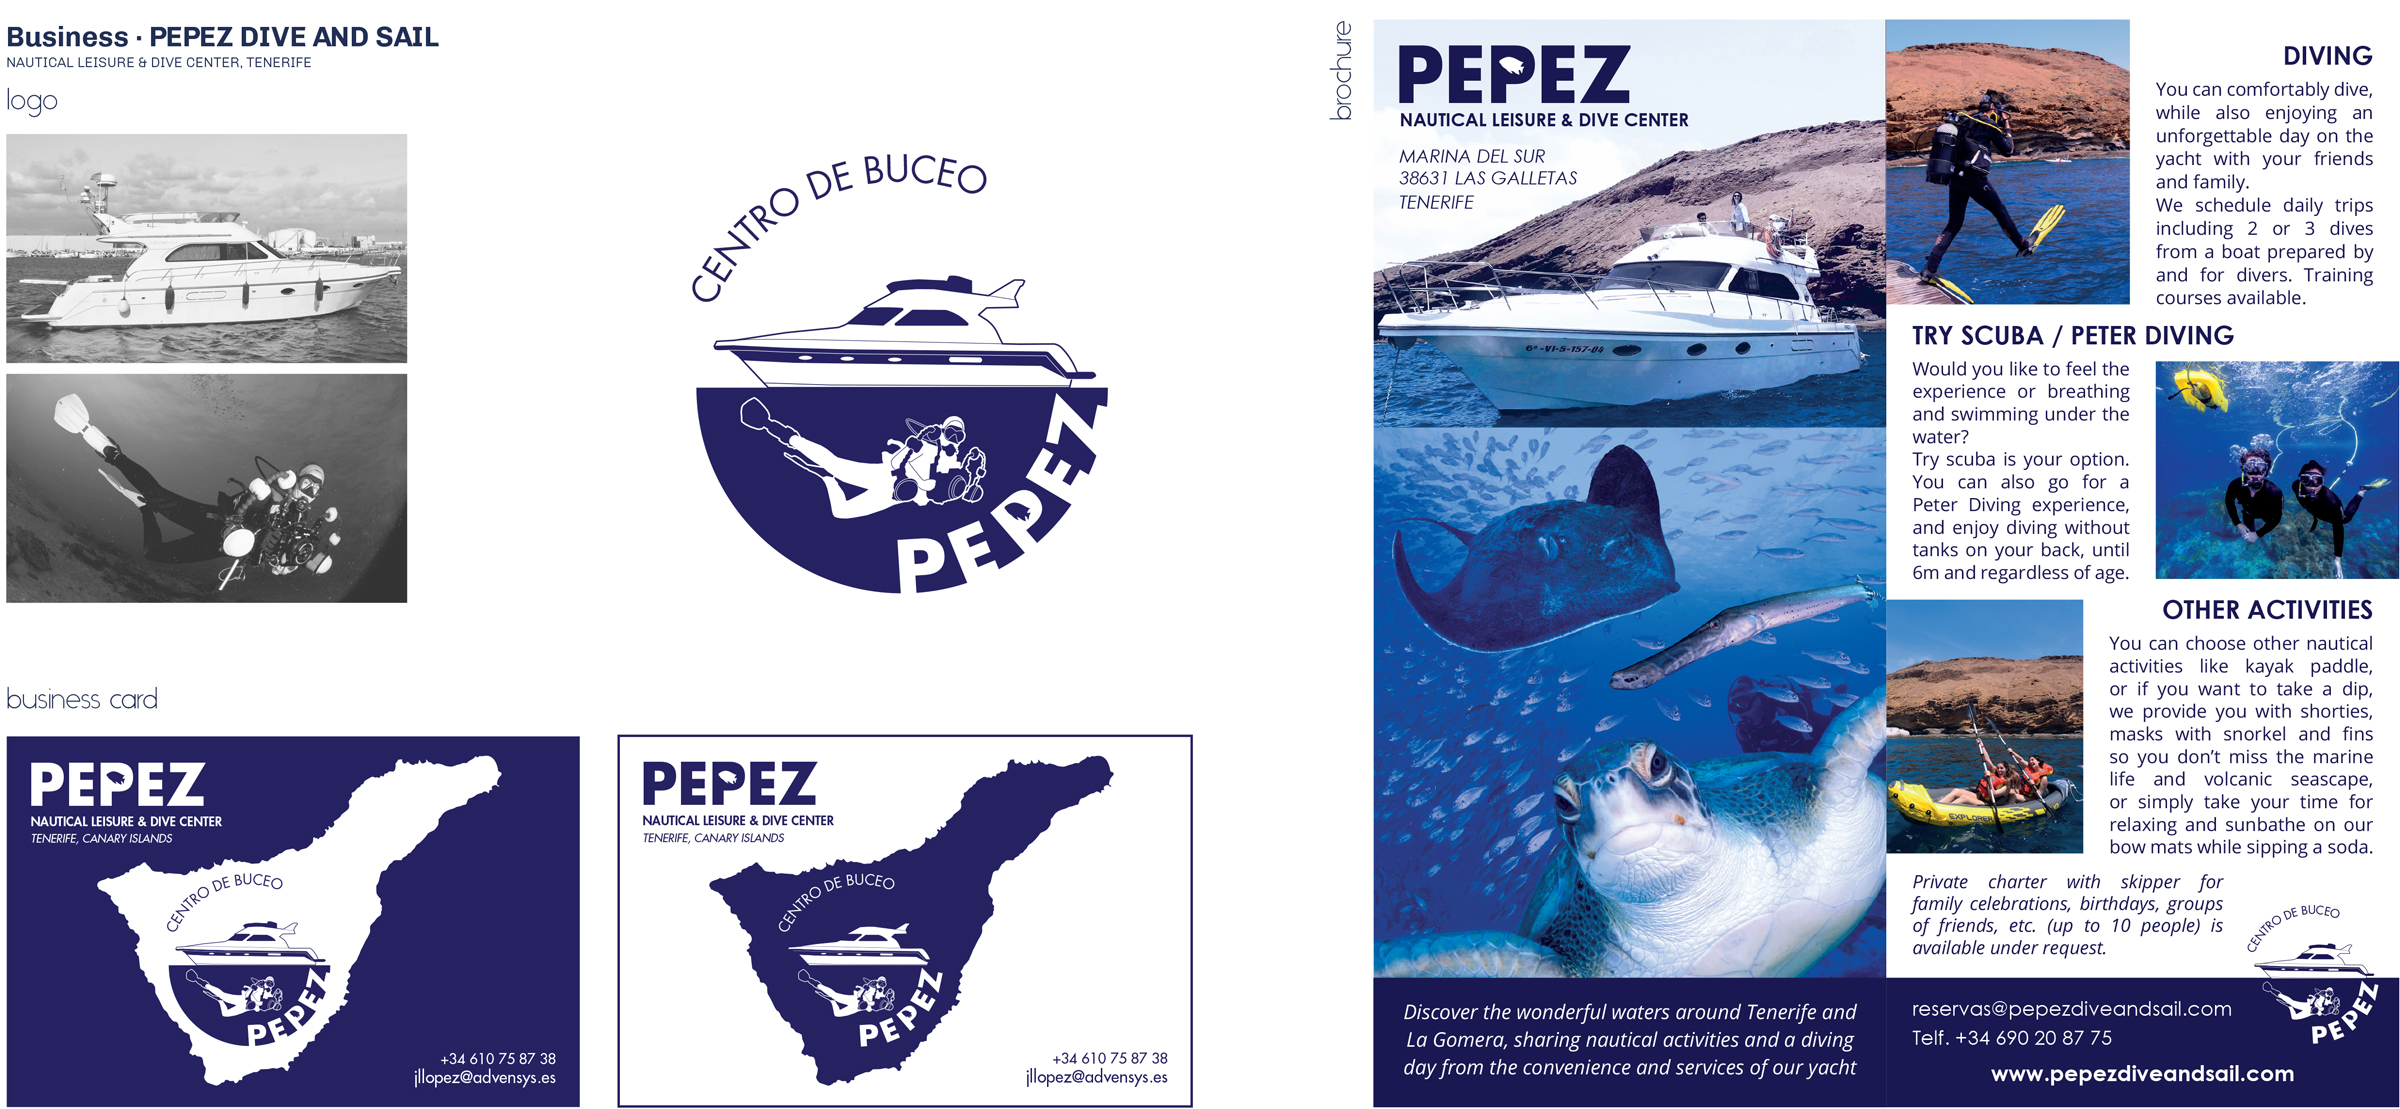 Business · PEPEZ DIVE AND SAIL
NAUTICAL LEISURE & DIVE CENTER, TENERIFE
logo
CENTRO DE BUCEO
PEPEZ
business card
PEPEZ
NAUTICAL LEISURE & DIVE CENTER
TENERIFE, CANARY ISLANDS
CENTRO DE BUCEO
PEPEZ
+34 610 75 87 38
jllopez@advensys.es
PEPEZ
NAUTICAL LEISURE & DIVE CENTER
TENERIFE, CANARY ISLANDS
CENTRO DE BUCEO
PEPEZ
+34 610 75 87 38
jllopez@advensys.es
brochure
PEPEZ
NAUTICAL LEISURE & DIVE CENTER
MARINA DEL SUR
38631 LAS GALLETAS
TENERIFE
6ª-VI-5-157-04
Discover the wonderful waters around Tenerife and
La Gomera, sharing nautical activities and a diving
day from the convenience and services of our yacht
DIVING
You can comfortably dive,
while also enjoying an
unforgettable day on the
yacht with your friends
and family.
We schedule daily trips
including 2 or 3 dives
from a boat prepared by
and for divers. Training
courses available.
TRY SCUBA / PETER DIVING
Would you like to feel the
experience or breathing
and swimming under the
water?
Try scuba is your option.
You can also go for a
Peter Diving experience,
and enjoy diving without
tanks on your back, until
6m and regardless of age.
OTHER ACTIVITIES
You can choose other nautical
activities like kayak paddle,
or if you want to take a dip,
we provide you with shorties,
masks with snorkel and fins
so you don't miss the marine
life and volcanic seascape,
or simply take your time for
relaxing and sunbathe on our
bow mats while sipping a soda.
EXPLORER
Private charter with skipper for
family celebrations, birthdays, groups
of friends, etc. (up to 10 people) is
available under request.
CENTRO DE BUCEO
PEPEZ
reservas@pepezdiveandsail.com
Telf. +34 690 20 87 75
www.pepezdiveandsail.com